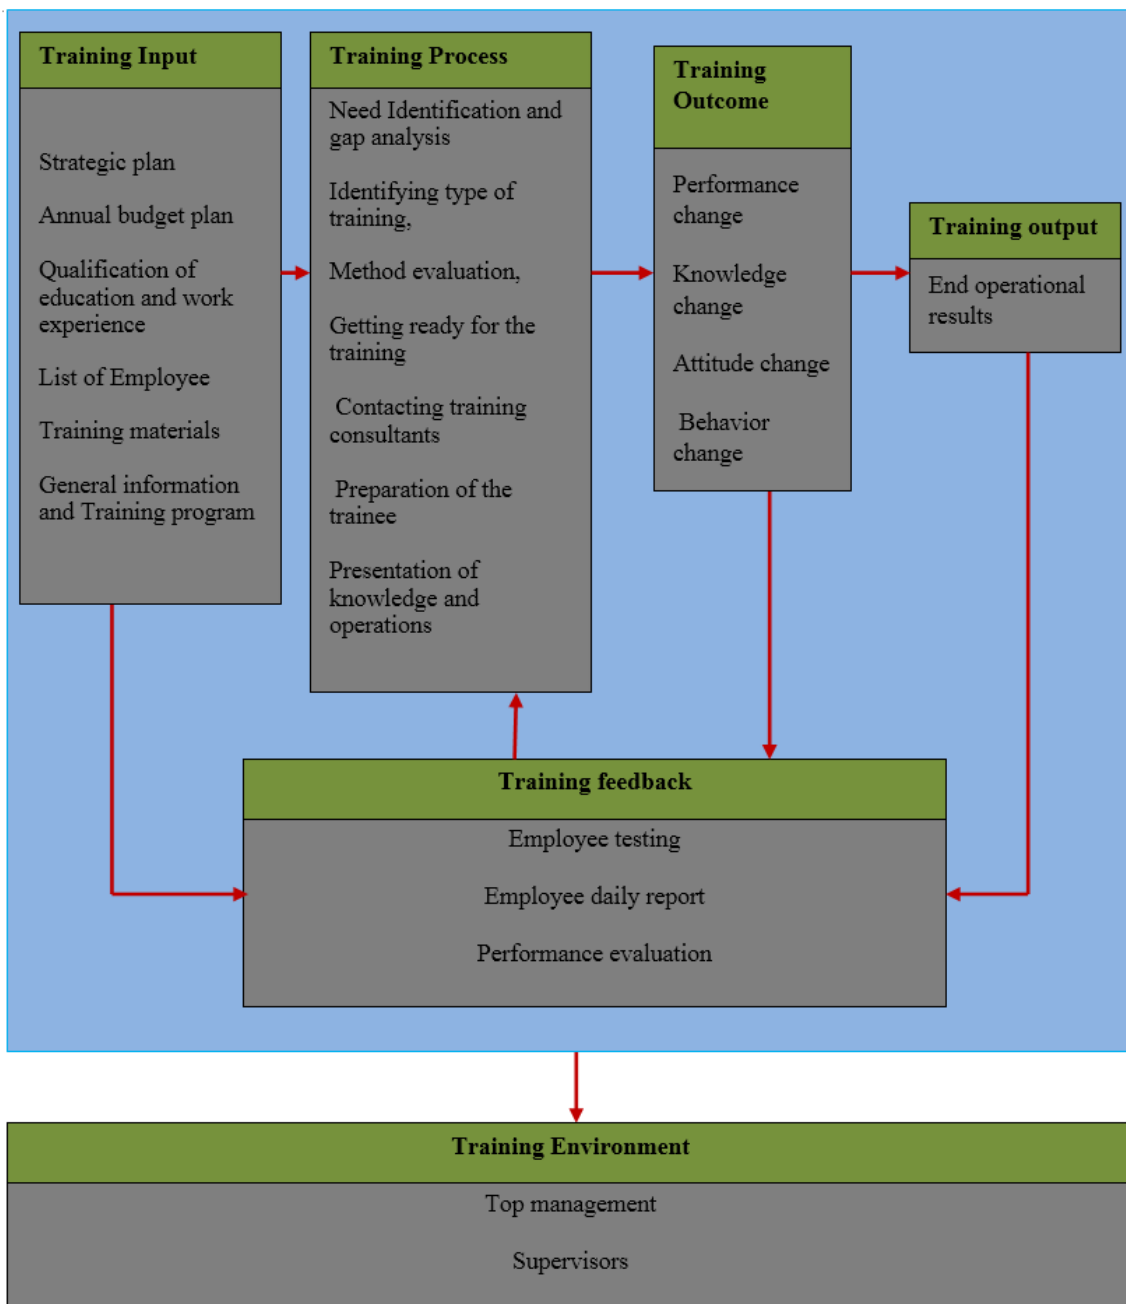 Training Input
Strategic plan
Annual budget plan
Qualification of
education and work
experience
List of Employee
Training materials
General information
and Training program
Training Process
Need Identification and
gap analysis
Identifying type of
training,
Method evaluation,
Getting ready for the
training
Contacting training
consultants
Preparation of the
trainee
Presentation of
knowledge and
operations
Training
Outcome
Performance
change
Knowledge
change
Attitude change
Behavior
change
Training output
End operational
results
Training feedback
Employee testing
Employee daily report
Performance evaluation
Training Environment
Top management
Supervisors